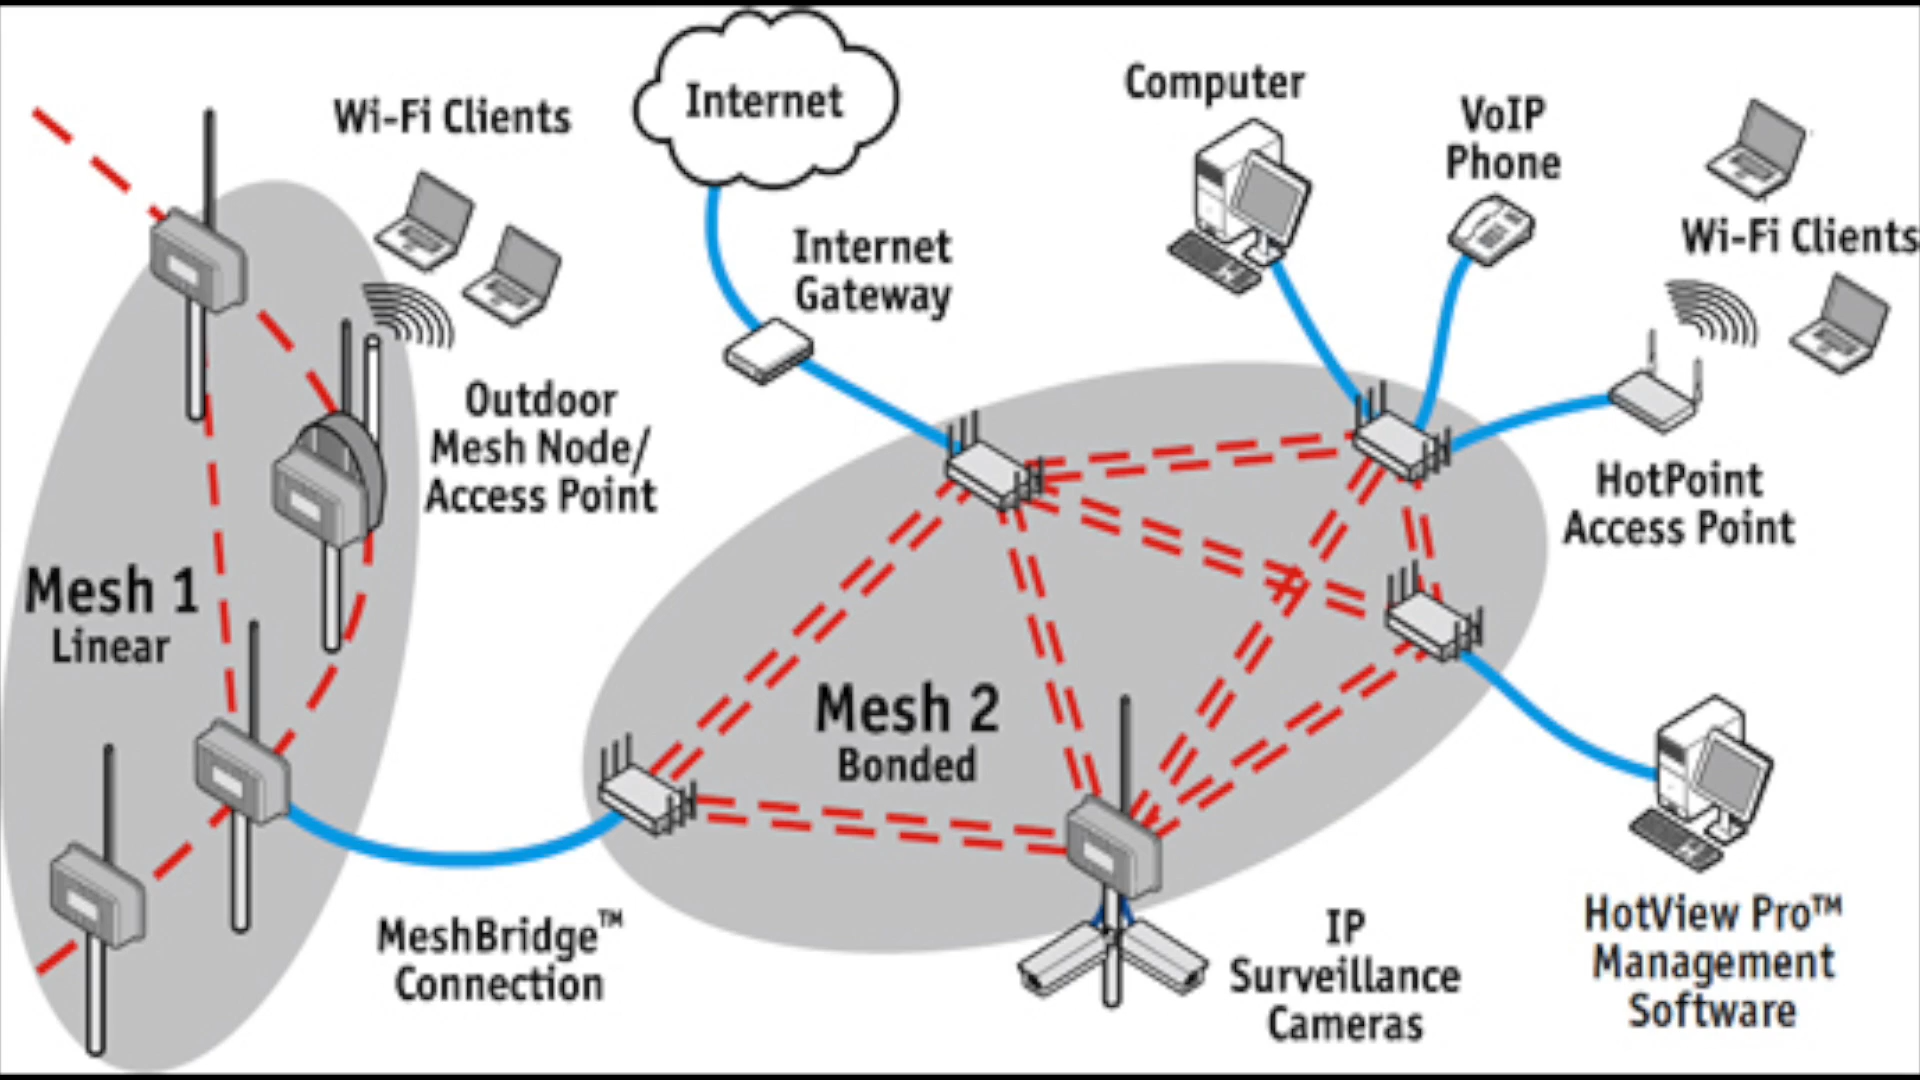 Wi-Fi Clients
Internet
Computer
VoIP
Phone
Wi-Fi Clients
Internet
Gateway
Outdoor
Mesh Node/
Access Point
HotPoint
Access Point
Mesh 1
Linear
Mesh 2
Bonded
MeshBridge™
Connection
IP
Surveillance
Cameras
HotView Pro™
Management
Software